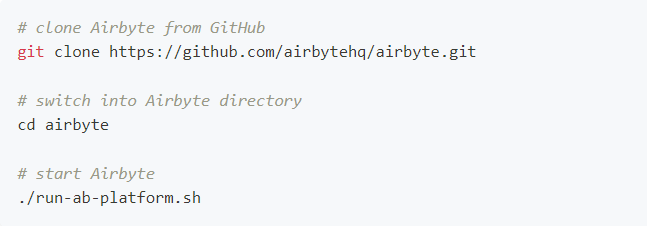 # clone Airbyte from GitHub
git clone https://github.com/airbytehq/airbyte.git
# switch into Airbyte directory
cd airbyte
# start Airbyte
./run-ab-platform.sh